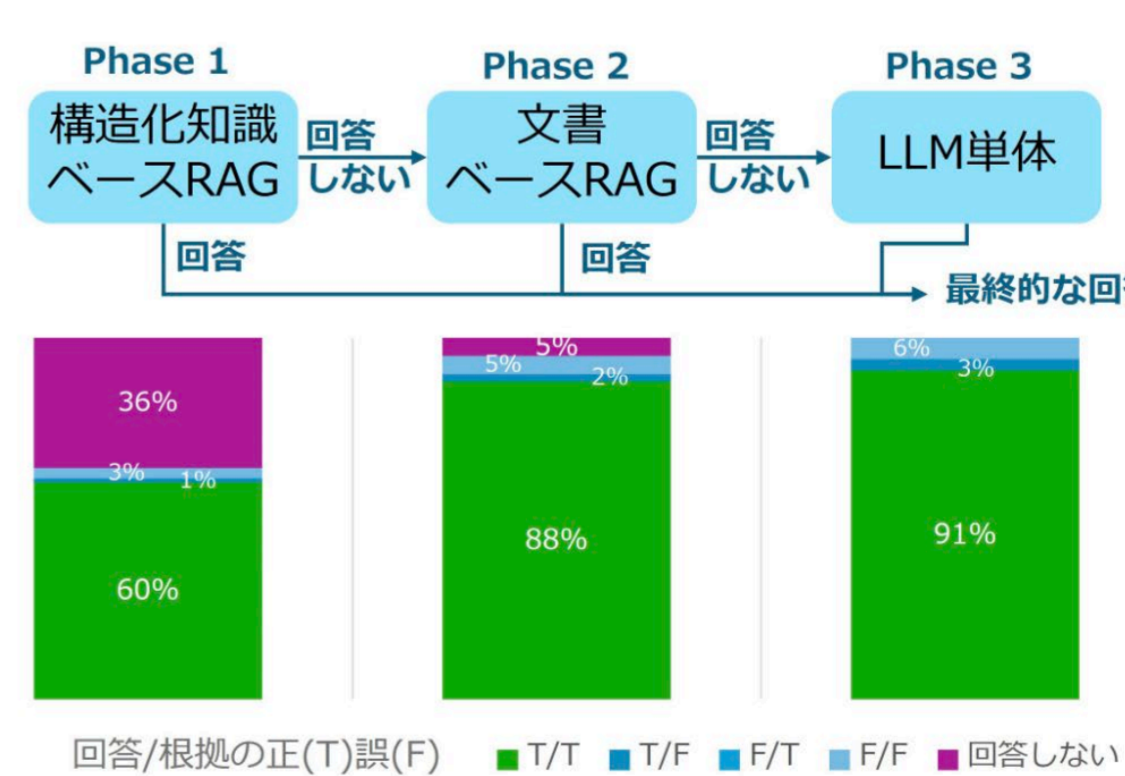 Phase 1
Phase 2
Phase 3
構造化知識
ベースRAG
回答
しない
文書
ベースRAG
回答
しない
LLM単体
回答
回答
最終的な回
36%
3%
1%
60%
5%
5%
2%
88%
6%
3%
91%
回答/根拠の正(T)誤(F)
T/T
T/F
F/T
F/F
回答しない